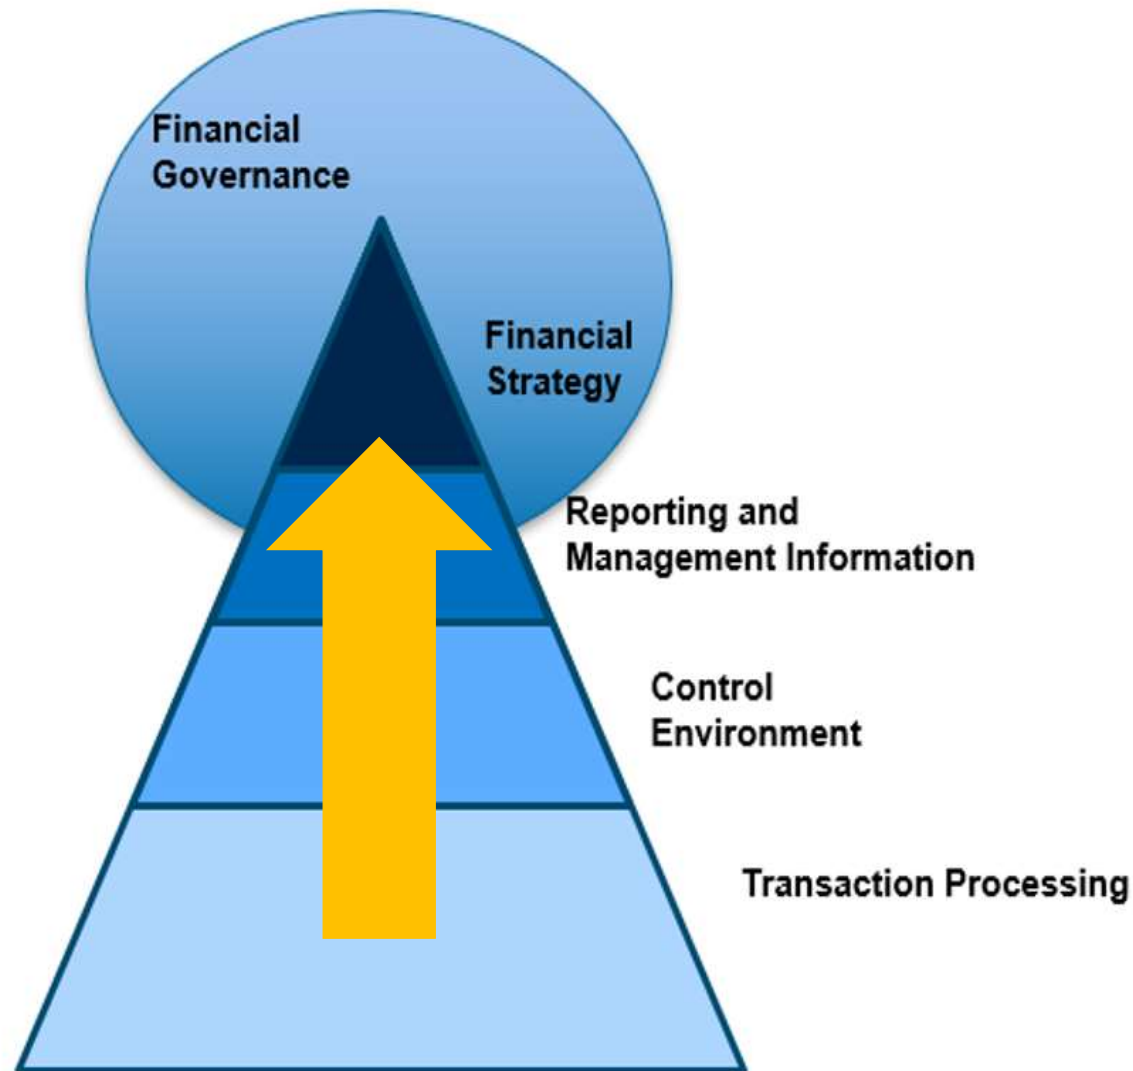 Financial
Governance
Financial
Strategy
Reporting and
Management Information
Control
Environment
Transaction Processing